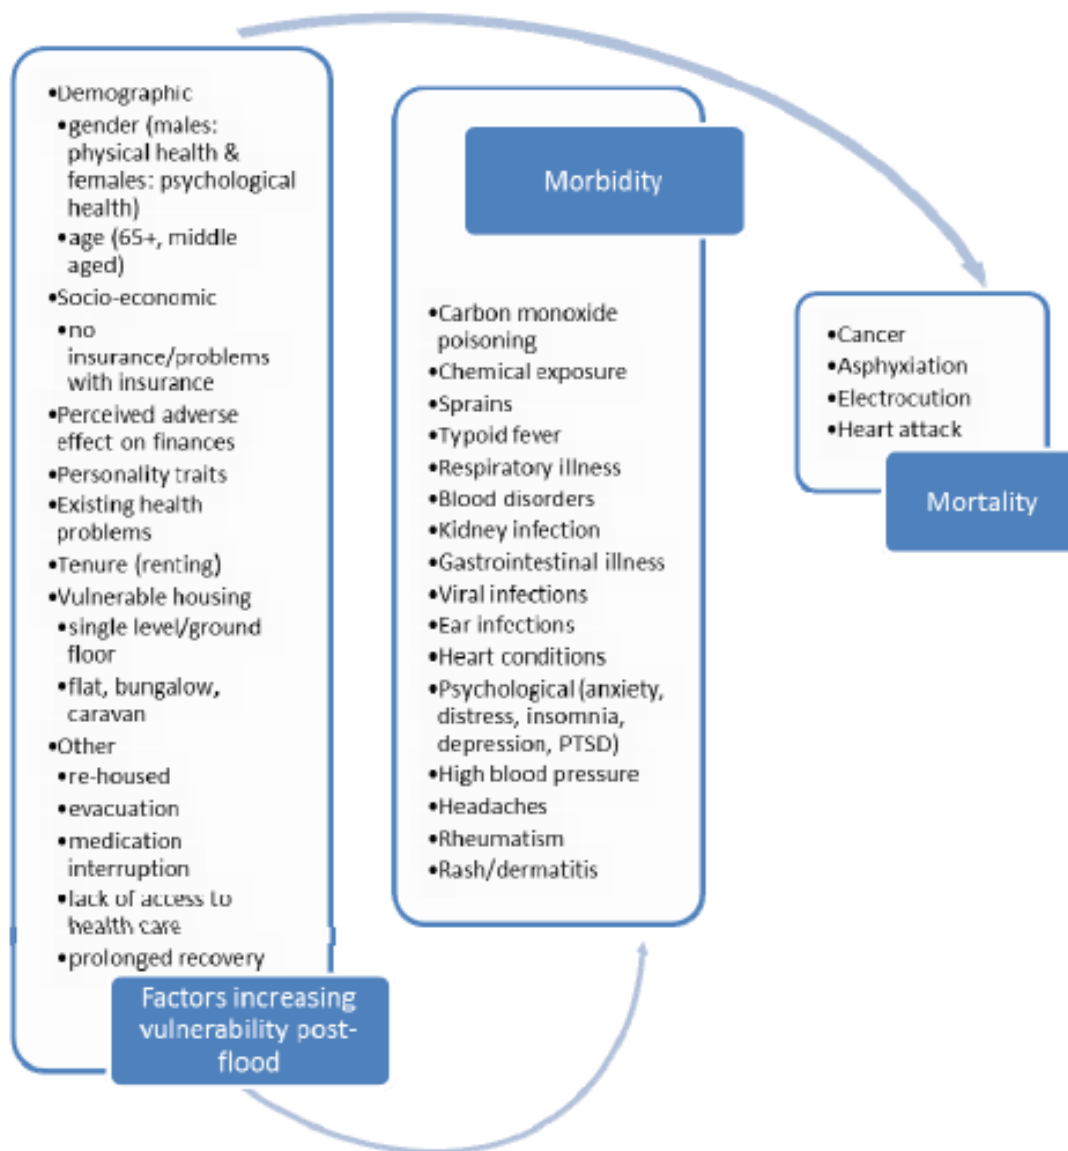 •Demographic
•gender (males:
physical health &
females: psychological
health)
•age (65+, middle
aged)
•Socio-economic
•no
insurance/problems
with insurance
•Perceived adverse
effect on finances
•Personality traits
•Existing health
problems
•Tenure (renting)
•Vulnerable housing
•single level/ground
floor
•flat, bungalow,
caravan
•Other
•re-housed
•evacuation
•medication
interruption
•lack of access to
health care
•prolonged recovery
Factors increasing
vulnerability post-
flood
Morbidity
•Carbon monoxide
poisoning
•Chemical exposure
•Sprains
•Typoid fever
•Respiratory illness
•Blood disorders
•Kidney infection
•Gastrointestinal illness
•Viral infections
•Ear infections
•Heart conditions
•Psychological (anxiety,
distress, insomnia,
depression, PTSD)
•High blood pressure
•Headaches
•Rheumatism
•Rash/dermatitis
•Cancer
•Asphyxiation
•Electrocution
•Heart attack
Mortality